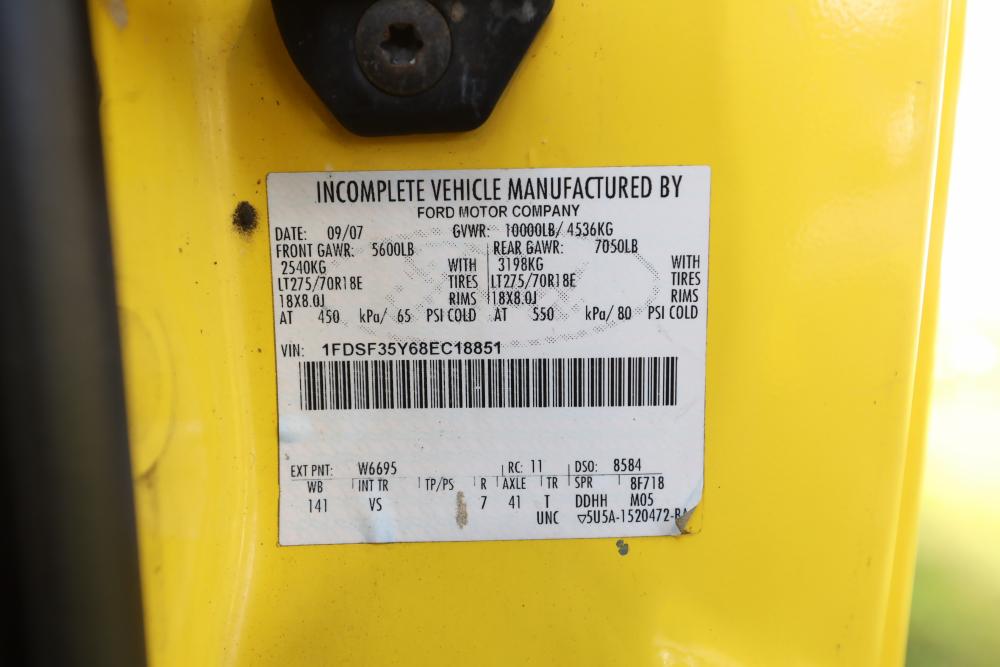 INCOMPLETE VEHICLE MANUFACTURED BY
FORD MOTOR COMPANY
DATE: 09/07 GVWR: 10000LB/ 4536KG
FRONT GAWR: 5600LB REAR GAWR: 7050LB
2540KG WITH 3198KG WITH
LT275/70R18E TIRES LT275/70R18E TIRES
18X8.0J RIMS 18X8.0J RIMS
AT 450 kPa/ 65 PSI COLD AT 550 kPa/ 80 PSI COLD
VIN: 1FDSF35Y68EC18851
EXT PNT: W6695 RC: 11 DSO: 8584
WB INT TR TP/PS R AXLE TR SPR 8F718
141 VS 7 41 T DDHH M05
UNC ▽5U5A-1520472-BA